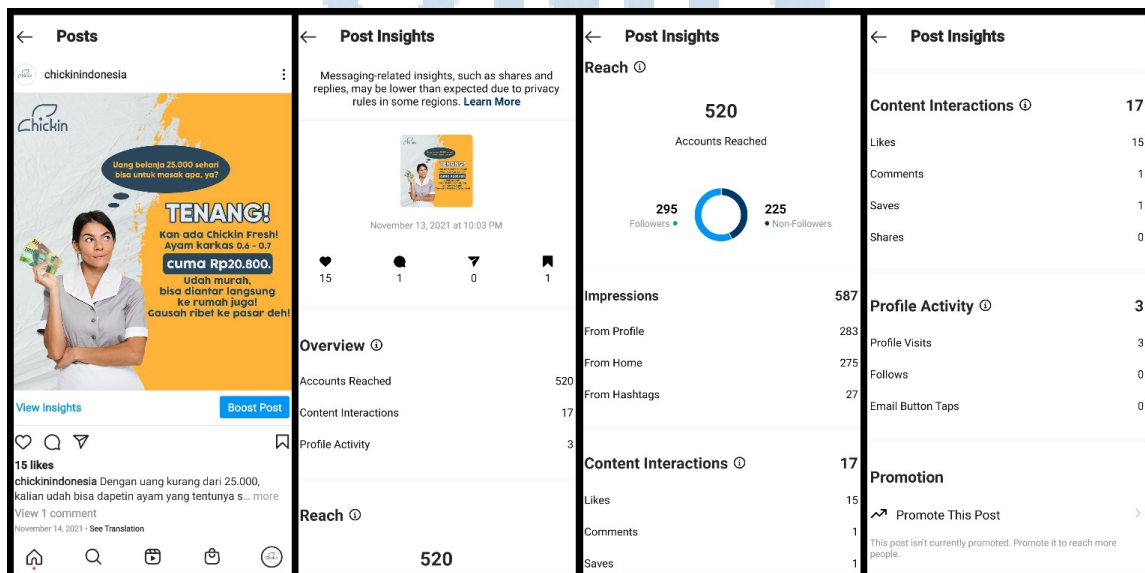 Posts
chickinindonesia
Chickin
Uang belanja 25.000 sehari
bisa untuk masak apa, ya?
TENANG!
Kan ada Chickin Fresh!
Ayam karkas 0.6 - 0.7
cuma Rp20.800.
Udah murah,
bisa diantar langsung
ke rumah juga!
Gausah ribet ke pasar deh!
View Insights
Boost Post
15 likes
chickinindonesia Dengan uang kurang dari 25.000,
kalian udah bisa dapetin ayam yang tentunya s... more
View 1 comment
November 14, 2021 · See Translation
Post Insights
Messaging-related insights, such as shares and
replies, may be lower than expected due to privacy
rules in some regions. Learn More
TENANG!
November 13, 2021 at 10:03 PM
15 1 0 1
Overview
Accounts Reached 520
Content Interactions 17
Profile Activity 3
Reach
520
Post Insights
Reach
520
Accounts Reached
295 225
Followers • • Non-Followers
Impressions 587
From Profile 283
From Home 275
From Hashtags 27
Content Interactions 17
Likes 15
Comments 1
Saves 1
Post Insights
Content Interactions 17
Likes 15
Comments 1
Saves 1
Shares 0
Profile Activity 3
Profile Visits 3
Follows 0
Email Button Taps 0
Promotion
Promote This Post
This post isn't currently promoted. Promote it to reach more
people.